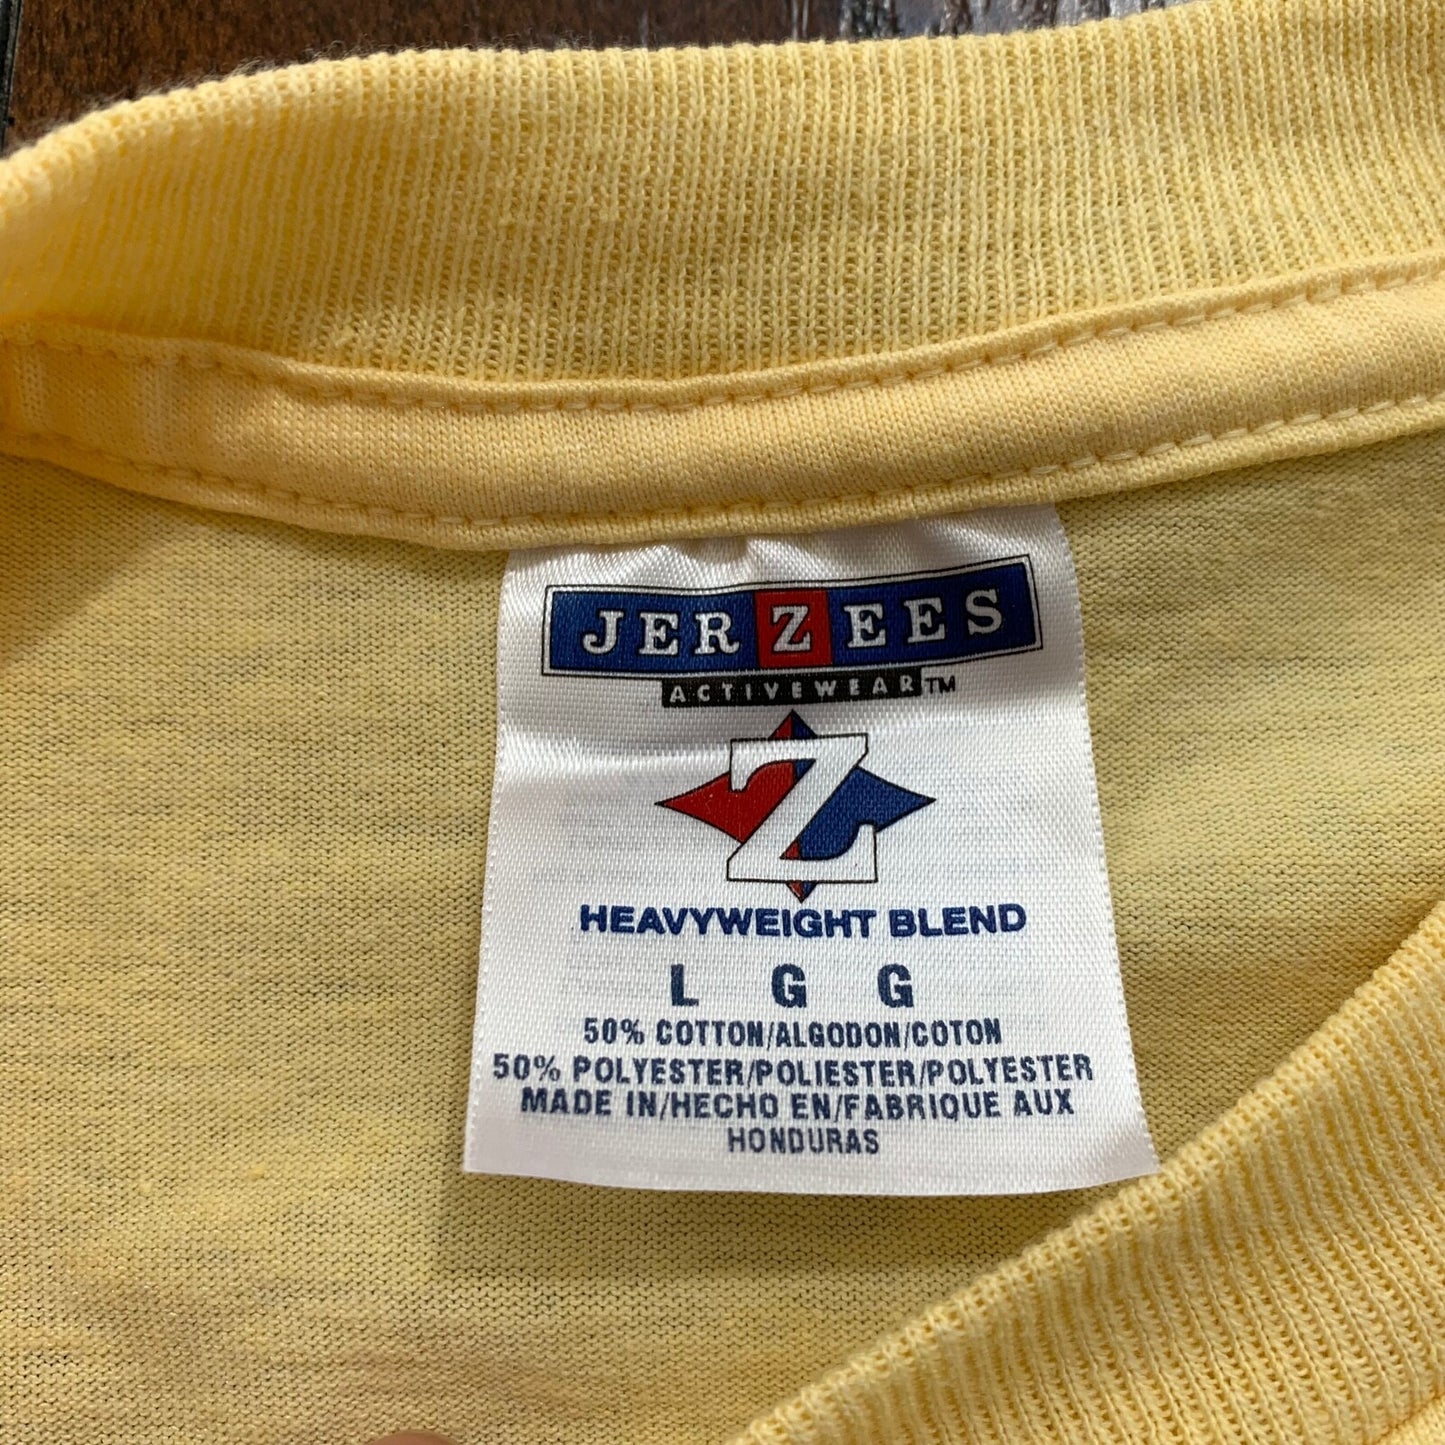 JERZEES
ACTIVEWEAR™
Z
HEAVYWEIGHT BLEND
L G G
50% COTTON/ALGODON/COTON
50% POLYESTER/POLIESTER/POLYESTER
MADE IN/HECHO EN/FABRIQUE AUX
HONDURAS